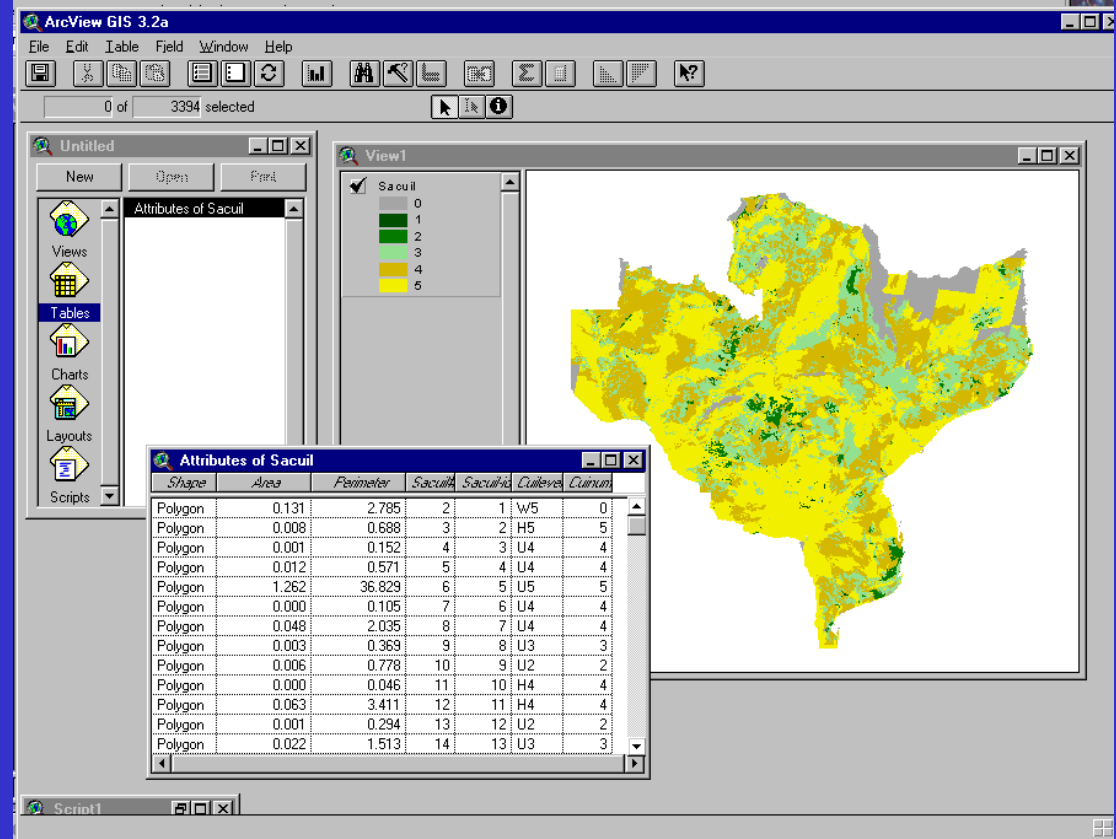 ArcView GIS 3.2a
File Edit Table Field Window Help
0 of 3394 selected
Untitled
New Open Print
Attributes of Sacuil
Views
Tables
Charts
Layouts
Scripts
View1
Sacuil
0
1
2
3
4
5
Attributes of Sacuil
Shape Area Perimeter Sacuil# Sacuil-id Cuilevel Cuinum
Polygon 0.131 2.785 2 1 W5 0
Polygon 0.008 0.688 3 2 H5 5
Polygon 0.001 0.152 4 3 U4 4
Polygon 0.012 0.571 5 4 U4 4
Polygon 1.262 36.829 6 5 U5 5
Polygon 0.000 0.105 7 6 U4 4
Polygon 0.048 2.035 8 7 U4 4
Polygon 0.003 0.369 9 8 U3 3
Polygon 0.006 0.778 10 9 U2 2
Polygon 0.000 0.046 11 10 H4 4
Polygon 0.063 3.411 12 11 H4 4
Polygon 0.001 0.294 13 12 U2 2
Polygon 0.022 1.513 14 13 U3 3
Script1